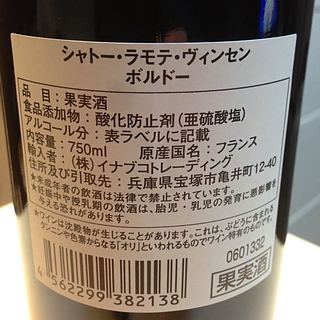 シャトー・ラモテ・ヴィンセン
ボルドー
品 目：果実酒
食品添加物：酸化防止剤（亜硫酸塩）
アルコール分：表ラベルに記載
内容量：750ml　原産国名：フランス
輸入者：（株）イナブコトレーディング
住所及び引取先：兵庫県宝塚市亀井町12-40
＊未成年者の飲酒は法律で禁止されています。
＊妊娠中や授乳期の飲酒は、胎児・乳児の発育に悪影響を
与える恐れがあります。
＊ワインは沈殿物が生じることがあります。これは、ぶどうに含まれる
タンニンや色素からなる「オリ」といわれるものでワイン特有のものです。
0601332
果実酒
4 562299 382138